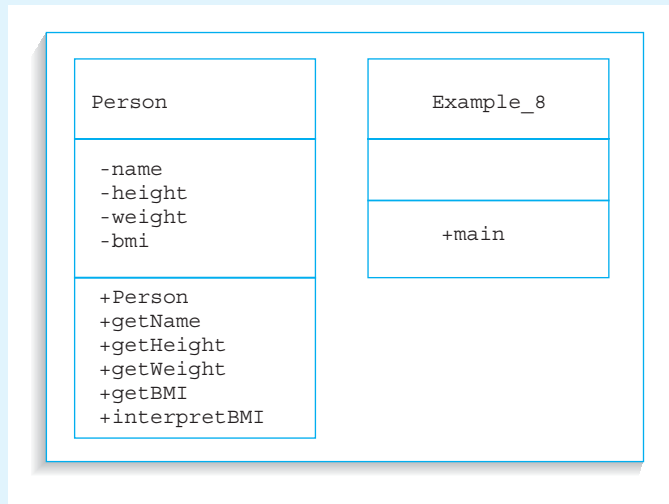 Person
-name
-height
-weight
-bmi
+Person
+getName
+getHeight
+getWeight
+getBMI
+interpretBMI
Example_8
+main